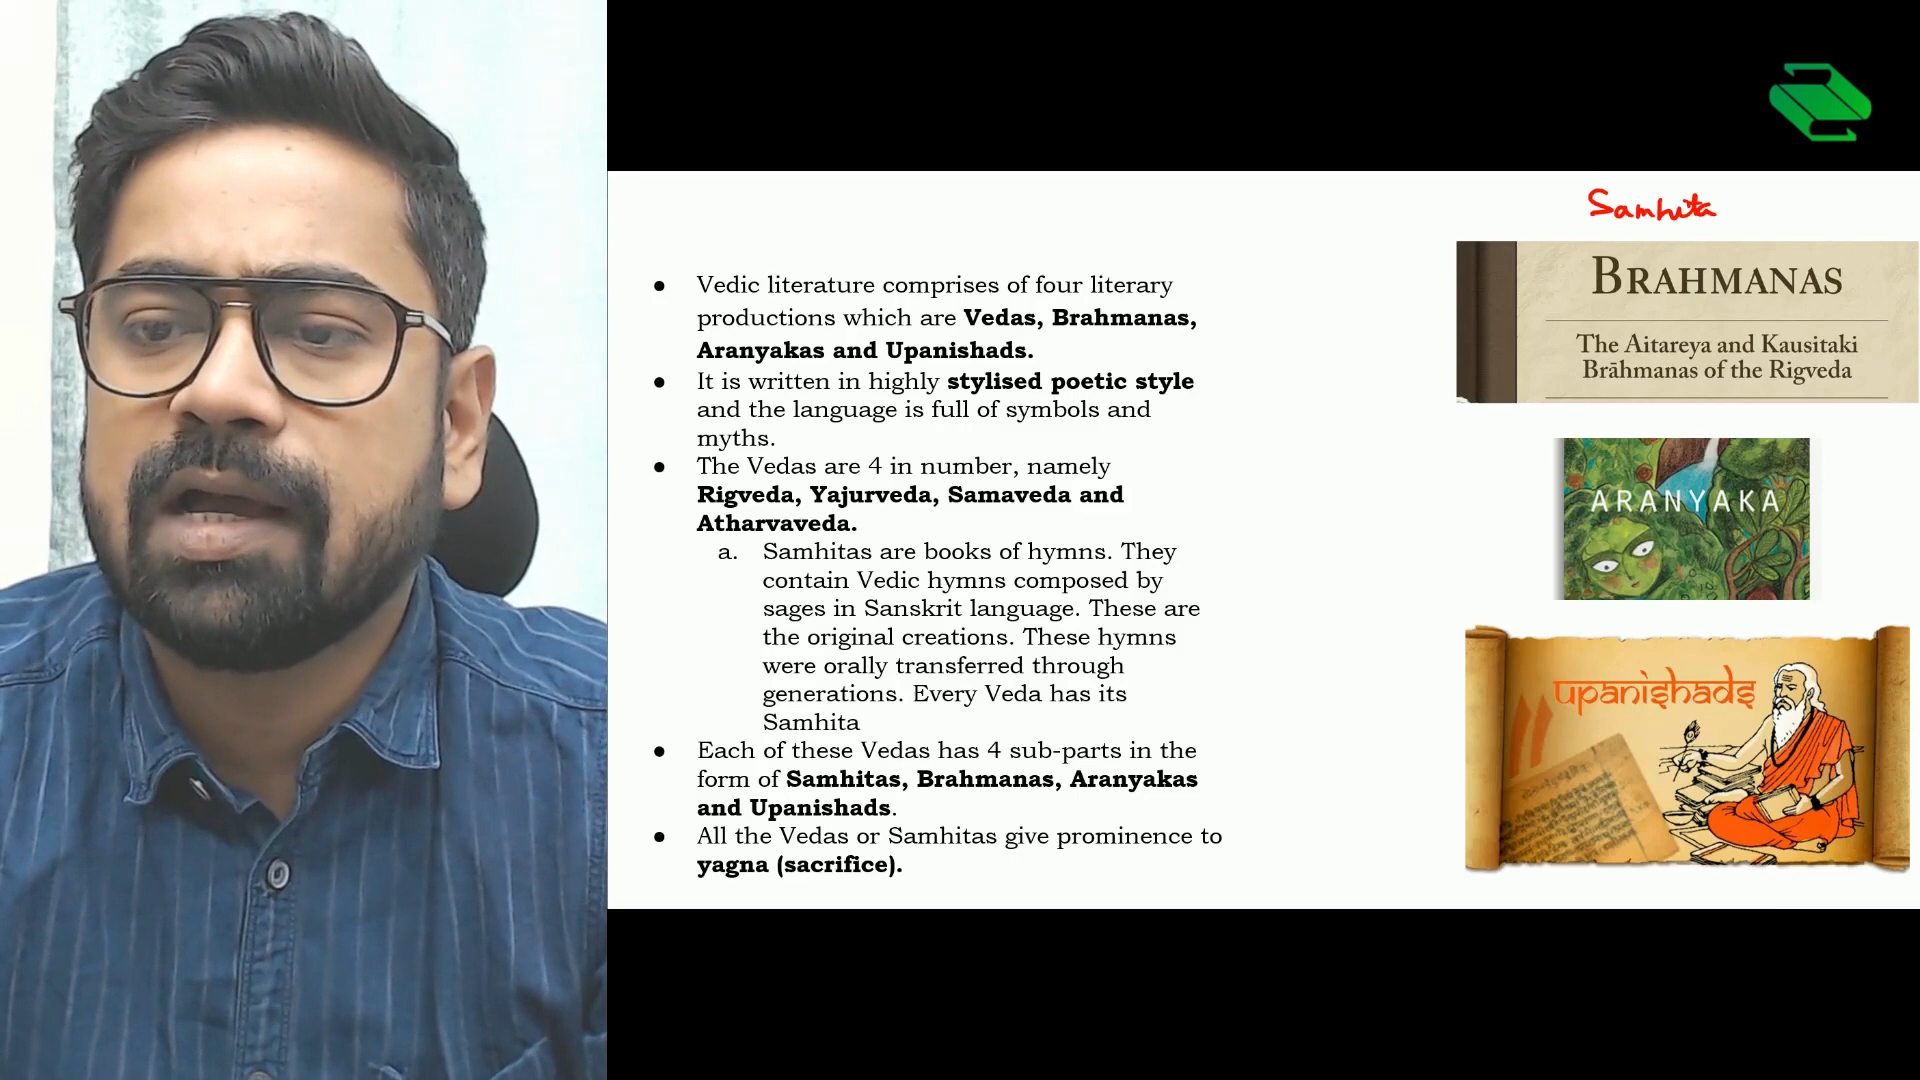 Samhita
● Vedic literature comprises of four literary
productions which are Vedas, Brahmanas,
Aranyakas and Upanishads.
● It is written in highly stylised poetic style
and the language is full of symbols and
myths.
● The Vedas are 4 in number, namely
Rigveda, Yajurveda, Samaveda and
Atharvaveda.
a. Samhitas are books of hymns. They
contain Vedic hymns composed by
sages in Sanskrit language. These are
the original creations. These hymns
were orally transferred through
generations. Every Veda has its
Samhita
● Each of these Vedas has 4 sub-parts in the
form of Samhitas, Brahmanas, Aranyakas
and Upanishads.
● All the Vedas or Samhitas give prominence to
yagna (sacrifice).
BRAHMANAS
The Aitareya and Kausitaki
Brāhmanas of the Rigveda
ARANYAKA
upanishads